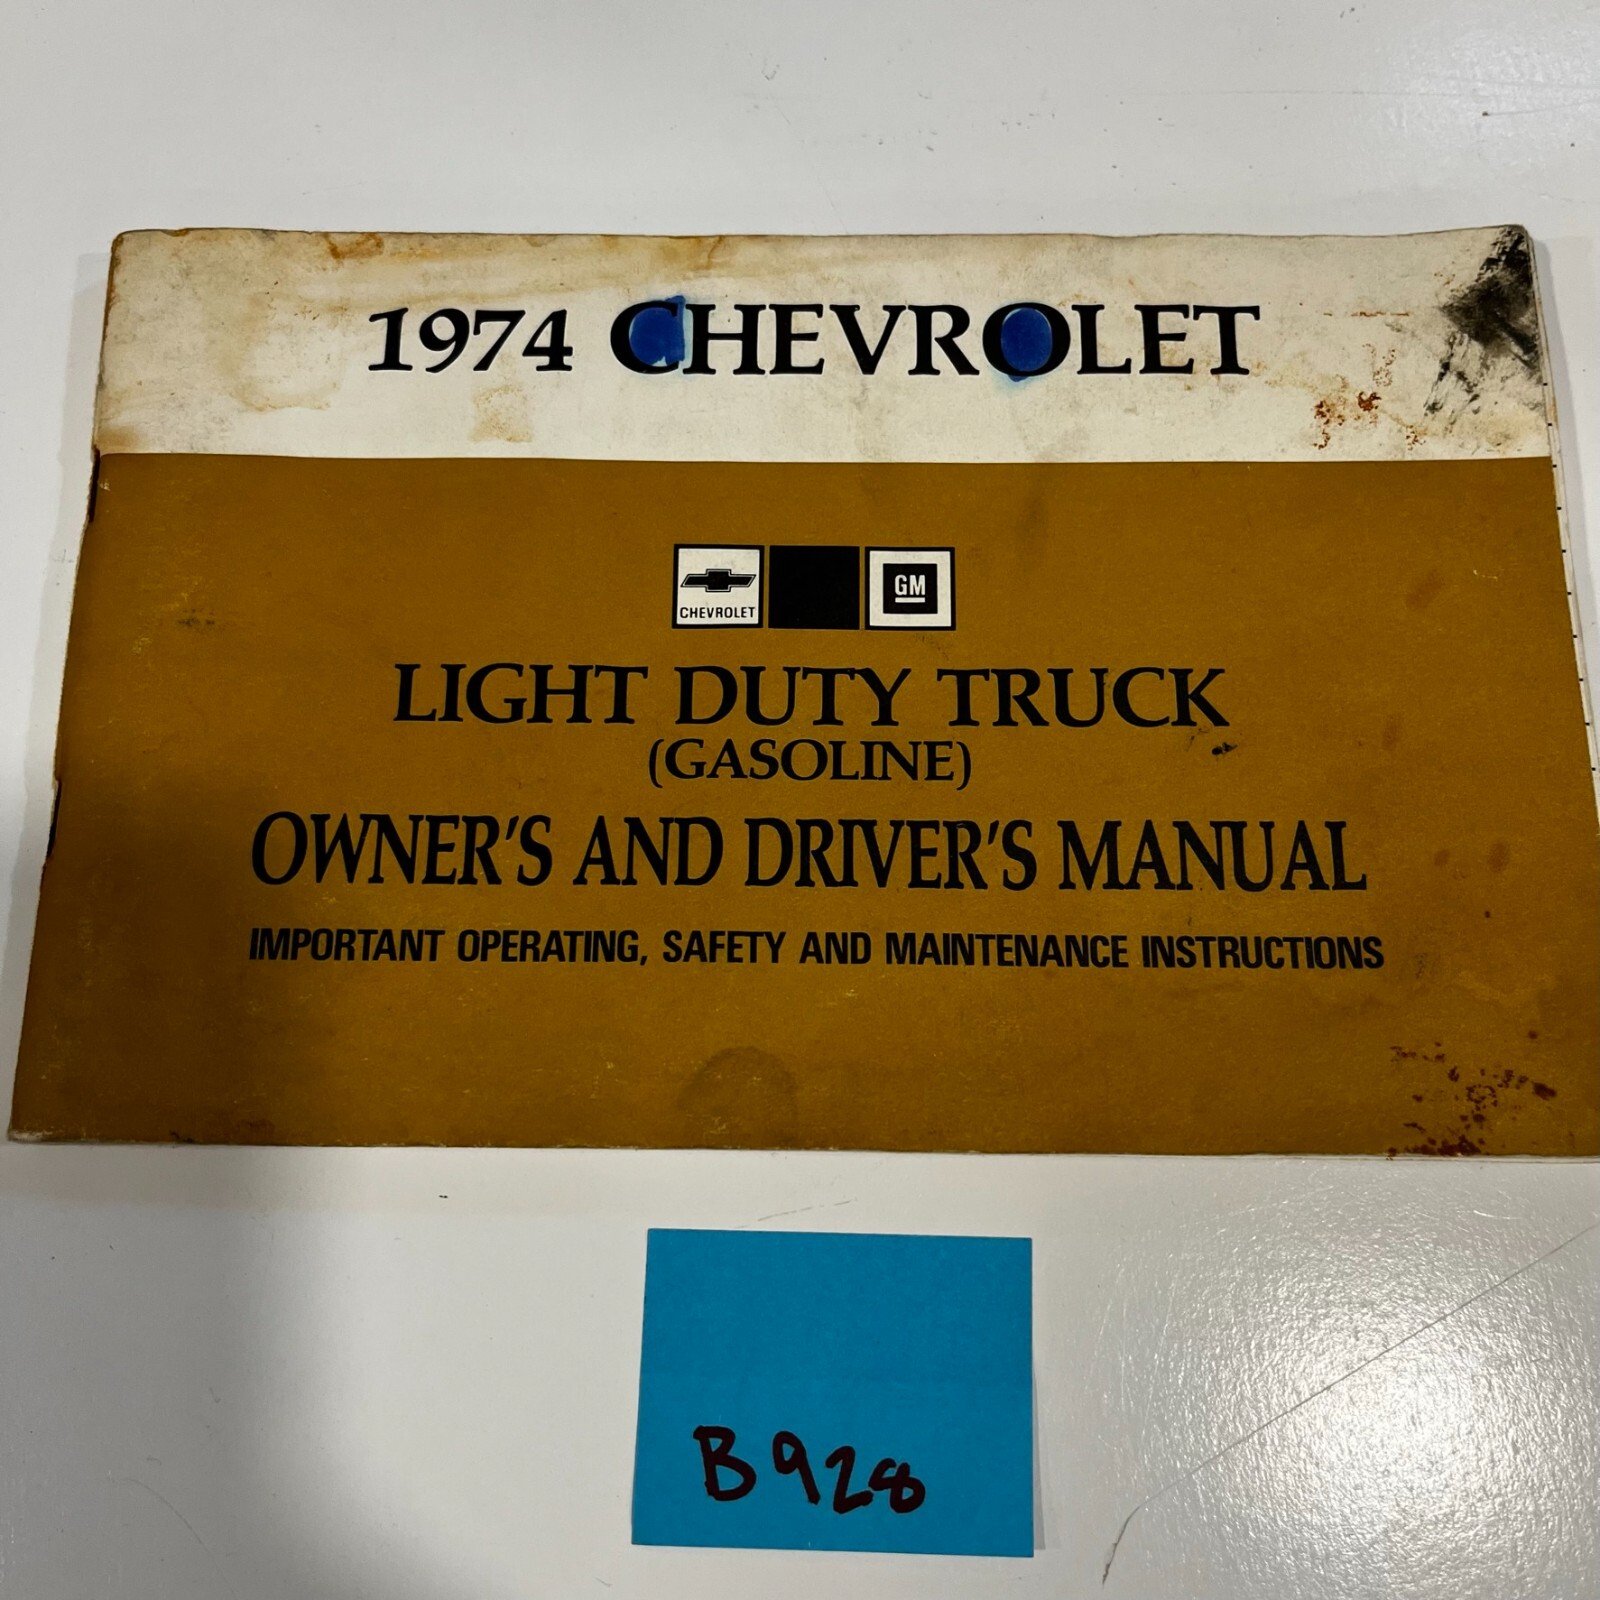 1974 CHEVROLET
CHEVROLET
GM
LIGHT DUTY TRUCK
(GASOLINE)
OWNER'S AND DRIVER'S MANUAL
IMPORTANT OPERATING, SAFETY AND MAINTENANCE INSTRUCTIONS
B928